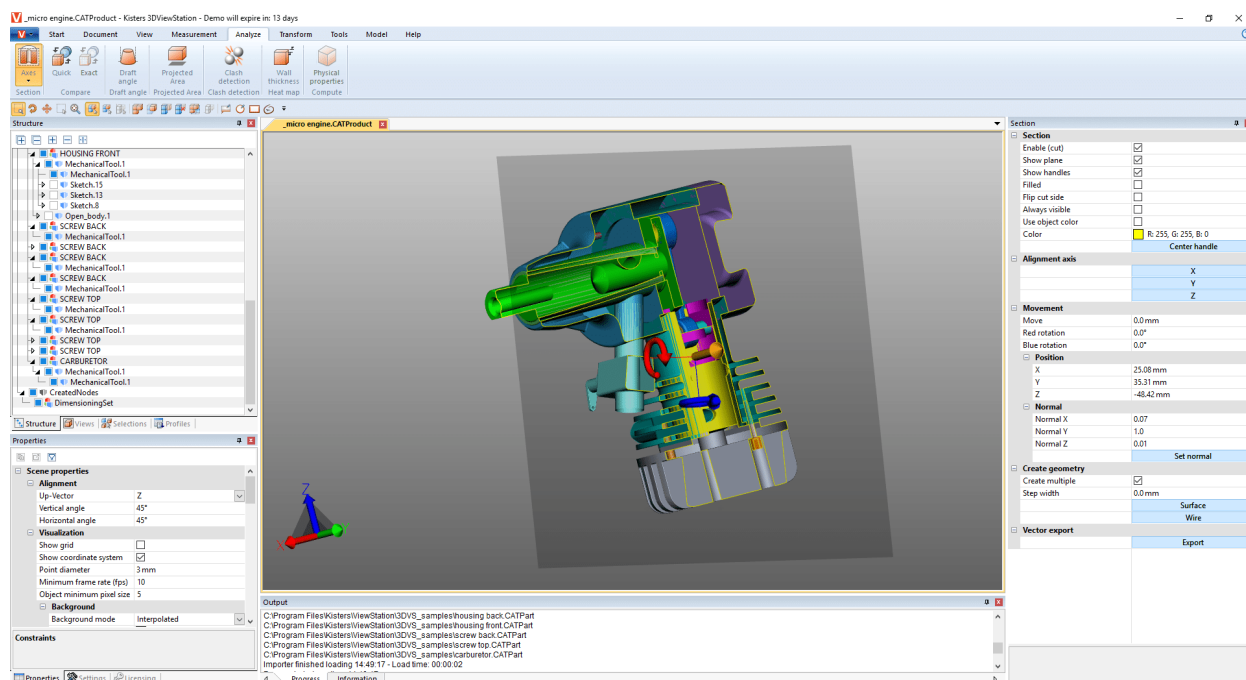 _micro engine.CATProduct - Kisters 3DViewStation - Demo will expire in: 13 days
Start Document View Measurement Analyze Transform Tools Model Help
Axes Quick Exact Draft angle Projected Area Clash detection Wall thickness Physical properties
Section Compare Draft angle Projected Area Clash detection Heat map Compute
Structure
HOUSING FRONT
MechanicalTool.1
MechanicalTool.1
Sketch.15
Sketch.13
Sketch.8
Open_body.1
SCREW BACK
MechanicalTool.1
SCREW BACK
SCREW BACK
MechanicalTool.1
SCREW BACK
MechanicalTool.1
SCREW TOP
MechanicalTool.1
SCREW TOP
MechanicalTool.1
SCREW TOP
SCREW TOP
CARBURETOR
MechanicalTool.1
MechanicalTool.1
CreatedNodes
DimensioningSet
Structure Views Selections Profiles
Properties
Scene properties
Alignment
Up-Vector Z
Vertical angle 45°
Horizontal angle 45°
Visualization
Show grid
Show coordinate system
Point diameter 3 mm
Minimum frame rate (fps) 10
Object minimum pixel size 5
Background
Background mode Interpolated
Constraints
Properties Settings Licensing
_micro engine.CATProduct
Z
X
Output
C:\Program Files\Kisters\ViewStation\3DVS_samples\housing back.CATPart
C:\Program Files\Kisters\ViewStation\3DVS_samples\housing front.CATPart
C:\Program Files\Kisters\ViewStation\3DVS_samples\screw back.CATPart
C:\Program Files\Kisters\ViewStation\3DVS_samples\screw top.CATPart
C:\Program Files\Kisters\ViewStation\3DVS_samples\carburetor.CATPart
Importer finished loading 14:49:17 - Load time: 00:00:02
Progress Information
Section
Section
Enable (cut)
Show plane
Show handles
Filled
Flip cut side
Always visible
Use object color
Color R: 255, G: 255, B: 0
Center handle
Alignment axis
X
Y
Z
Movement
Move 0.0 mm
Red rotation 0.0°
Blue rotation 0.0°
Position
X 25.08 mm
Y 35.31 mm
Z -48.42 mm
Normal
Normal X 0.07
Normal Y 1.0
Normal Z 0.01
Set normal
Create geometry
Create multiple
Step width 0.0 mm
Surface
Wire
Vector export
Export